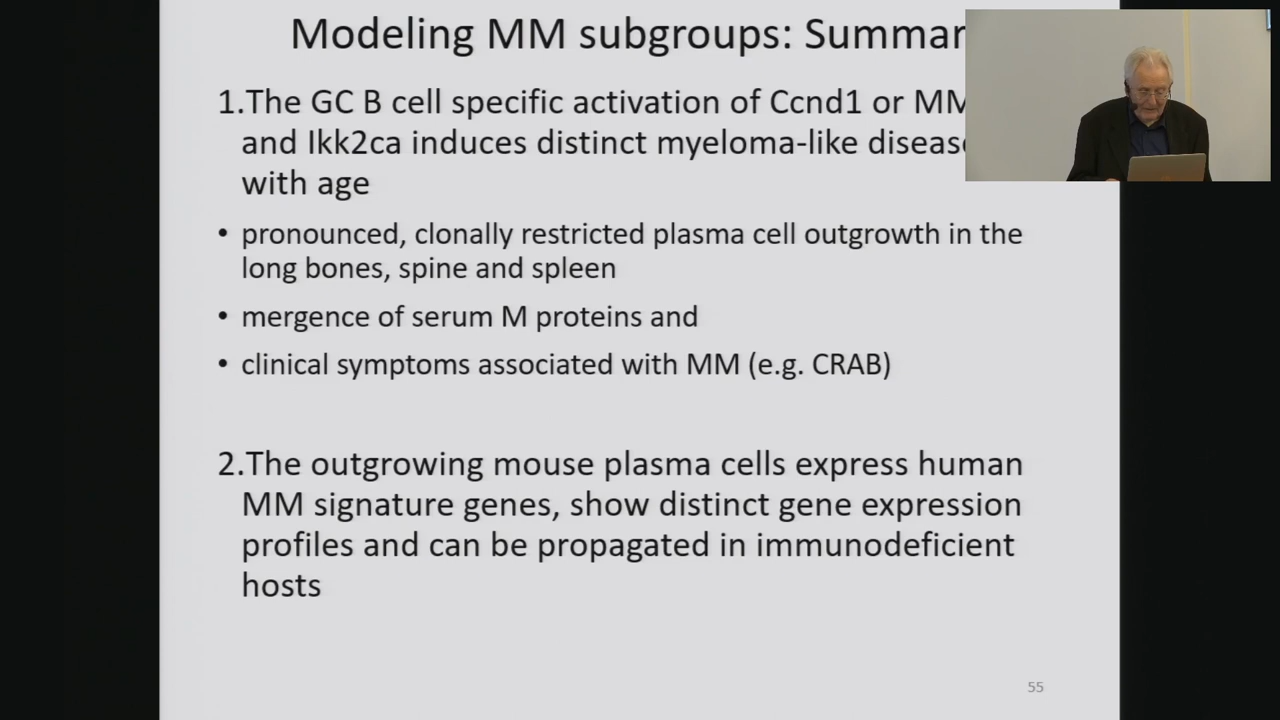 Modeling MM subgroups: Summar
1.The GC B cell specific activation of Ccnd1 or MM
and Ikk2ca induces distinct myeloma-like diseas
with age
• pronounced, clonally restricted plasma cell outgrowth in the
long bones, spine and spleen
• mergence of serum M proteins and
• clinical symptoms associated with MM (e.g. CRAB)
2.The outgrowing mouse plasma cells express human
MM signature genes, show distinct gene expression
profiles and can be propagated in immunodeficient
hosts
55